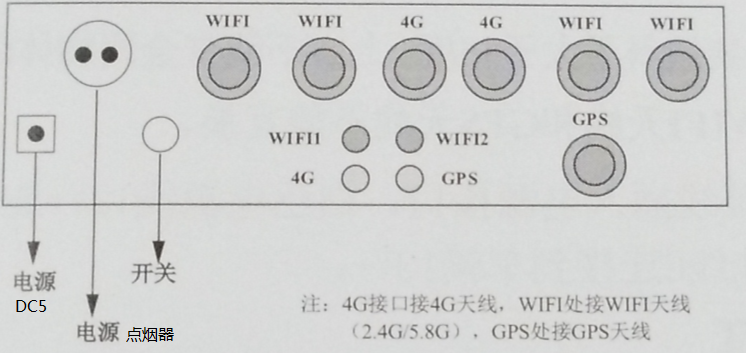 WIFI WIFI 4G 4G WIFI WIFI
GPS
WIFI1 WIFI2
4G GPS
电源 开关
DC5
电源 点烟器
注：4G接口接4G天线，WIFI处接WIFI天线
（2.4G/5.8G），GPS处接GPS天线